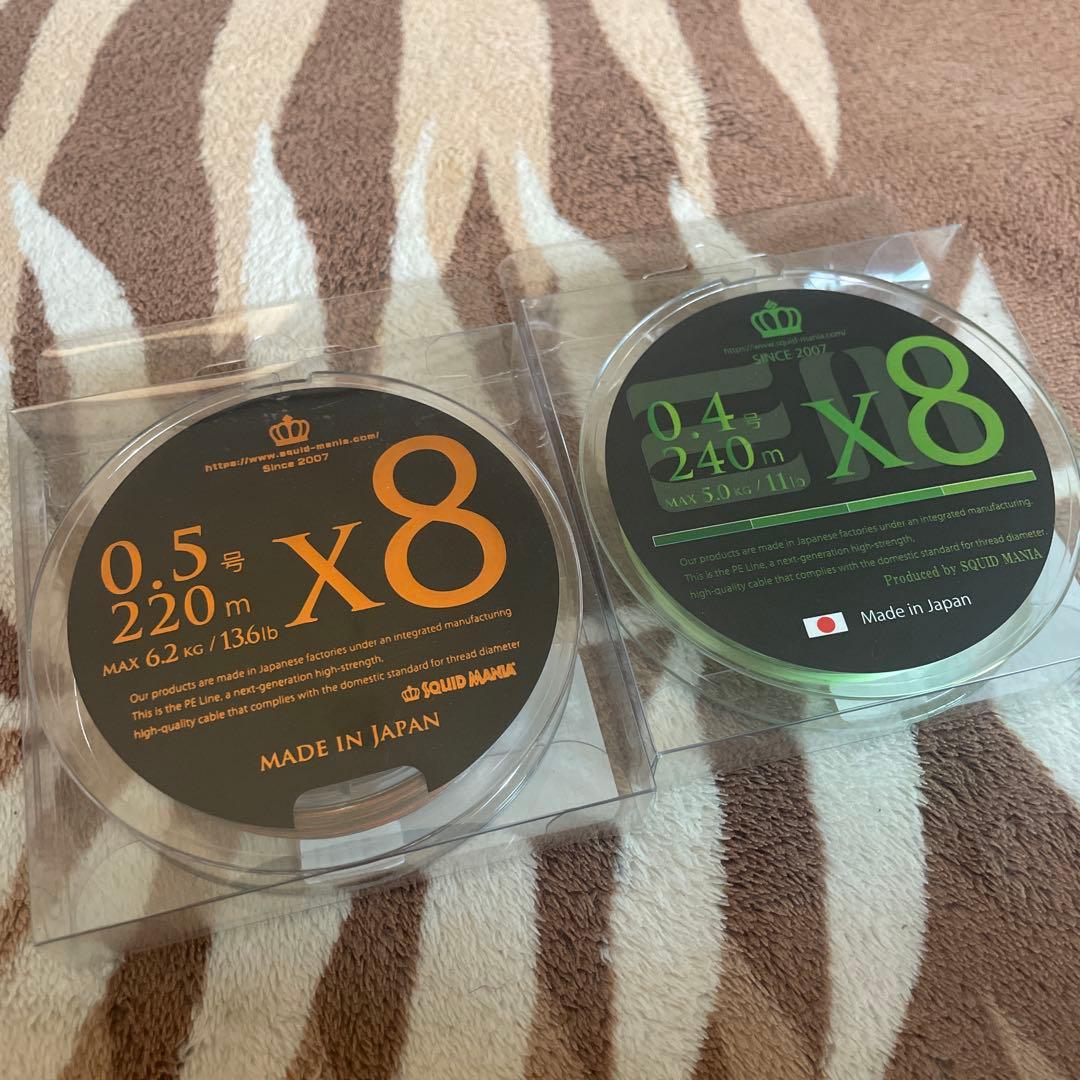 https://www.squid-mania.com/
Since 2007
0.5号
220m
X8
MAX 6.2 KG / 13.6lb
Our products are made in Japanese factories under an integrated manufacturing
This is the PE Line, a next-generation high-strength,
high-quality cable that complies with the domestic standard for thread diameter
SQUID MANIA
MADE IN JAPAN
https://www.squid-mania.com/
SINCE 2007
0.4号
240m
X8
MAX 5.0 KG / 11lb
Our products are made in Japanese factories under an integrated manufacturing.
This is the PE Line, a next-generation high-strength,
high-quality cable that complies with the domestic standard for thread diameter.
Produced by SQUID MANIA
Made in Japan